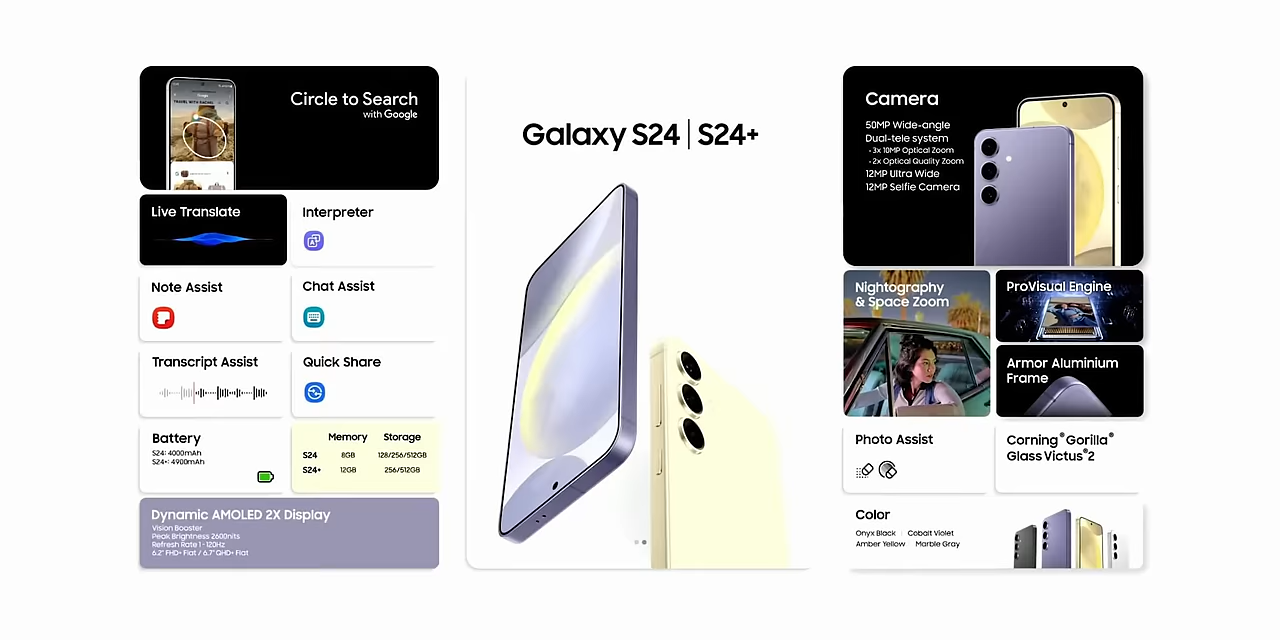 TRAVEL WITH BACKPACK
Circle to Search
with Google
Live Translate
Interpreter
Note Assist
Chat Assist
Transcript Assist
Quick Share
Battery
S24: 4000mAh
S24+: 4900mAh
Memory Storage
S24 8GB 128/256/512GB
S24+ 12GB 256/512GB
Dynamic AMOLED 2X Display
Vision Booster
Peak Brightness 2600nits
Refresh Rate 1~120Hz
6.2" FHD+ Flat / 6.7" QHD+ Flat
Galaxy S24 | S24+
Camera
50MP Wide-angle
Dual-tele system
- 3x 10MP Optical Zoom
- 2x Optical Quality Zoom
12MP Ultra Wide
12MP Selfie Camera
Nightography
& Space Zoom
ProVisual Engine
Armor Aluminium
Frame
Photo Assist
Corning® Gorilla®
Glass Victus® 2
Color
Onyx Black | Cobalt Violet
Amber Yellow | Marble Gray